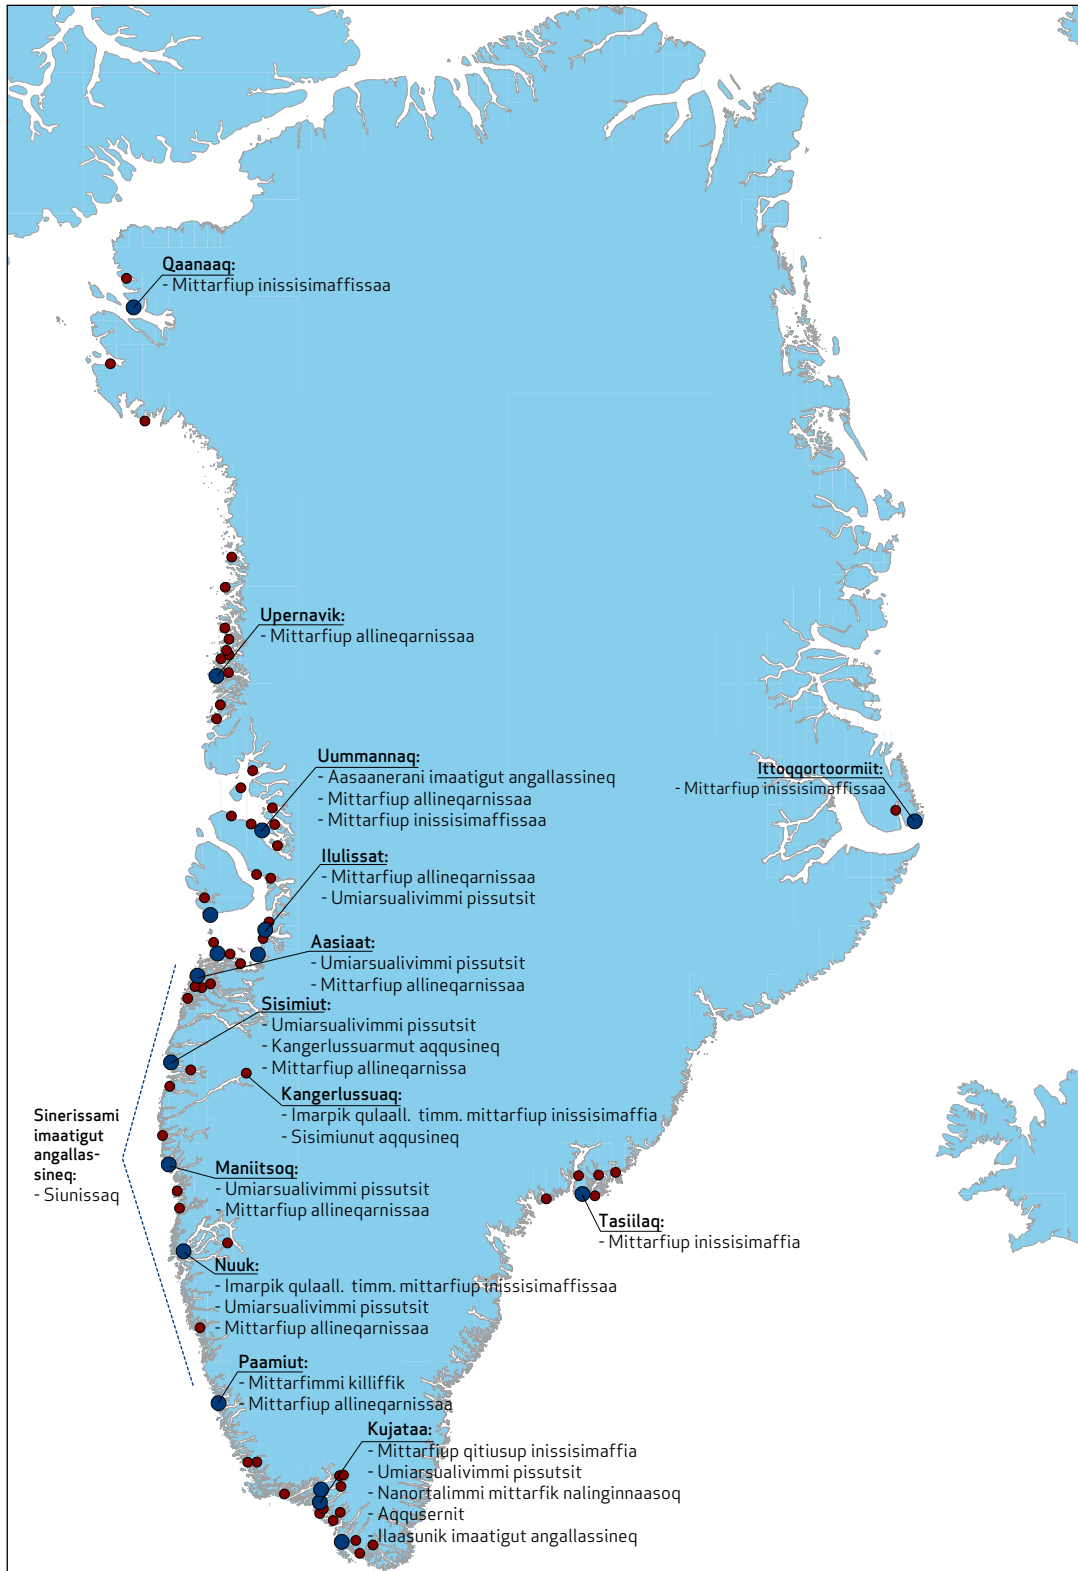 Qaanaaq:
- Mittarfiup inissisimaffissaa
Upernavik:
- Mittarfiup allineqarnissaa
Uummannaq:
- Aasaanerani imaatigut angallassineq
- Mittarfiup allineqarnissaa
- Mittarfiup inissisimaffissaa
Ittoqqortoormiit:
- Mittarfiup inissisimaffissaa
Ilulissat:
- Mittarfiup allineqarnissaa
- Umiarsualivimmi pissutsit
Aasiaat:
- Umiarsualivimmi pissutsit
- Mittarfiup allineqarnissaa
Sisimiut:
- Umiarsualivimmi pissutsit
- Kangerlussuarmut aqqusineq
- Mittarfiup allineqarnissa
Kangerlussuaq:
- Imarpik qulaall. timm. mittarfiup inissisimaffia
- Sisimiunut aqqusineq
Sinerissami
imaatigut
angallas-
sineq:
- Siunissaq
Maniitsoq:
- Umiarsualivimmi pissutsit
- Mittarfiup allineqarnissaa
Tasiilaq:
- Mittarfiup inissisimaffia
Nuuk:
- Imarpik qulaall. timm. mittarfiup inissisimaffissaa
- Umiarsualivimmi pissutsit
- Mittarfiup allineqarnissaa
Paamiut:
- Mittarfimmi killiffik
- Mittarfiup allineqarnissaa
Kujataa:
- Mittarfiup qitiusup inissisimaffia
- Umiarsualivimmi pissutsit
- Nanortalimmi mittarfik nalinginnaasoq
- Aqqusernit
- Ilaasunik imaatigut angallassineq